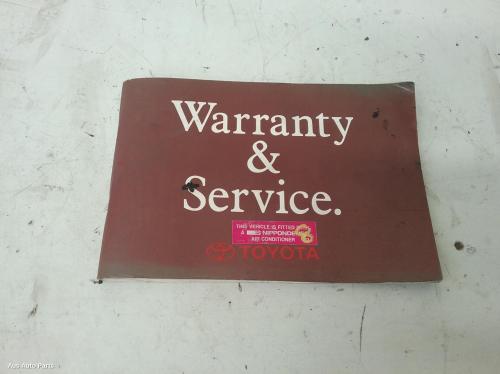 Warranty
&
Service.
THIS VEHICLE IS FITTED
A NIPPONDENSO
AIR CONDITIONER
TOYOTA
Aus Auto Parts